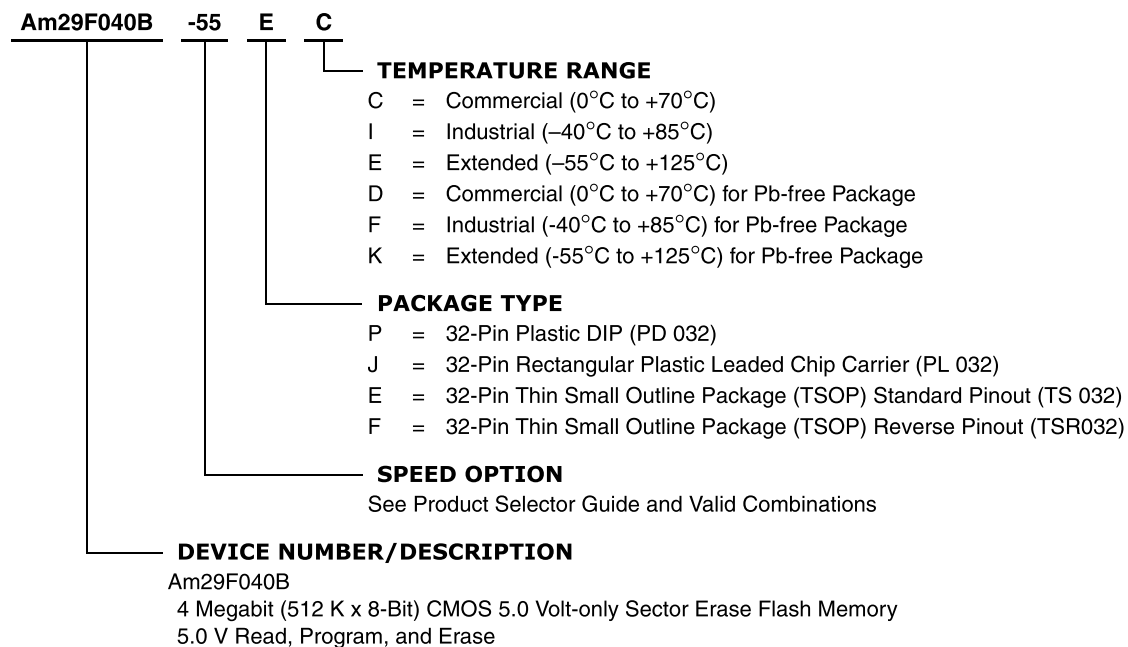 Am29F040B -55 E C
TEMPERATURE RANGE
C = Commercial (0°C to +70°C)
I = Industrial (–40°C to +85°C)
E = Extended (–55°C to +125°C)
D = Commercial (0°C to +70°C) for Pb-free Package
F = Industrial (-40°C to +85°C) for Pb-free Package
K = Extended (-55°C to +125°C) for Pb-free Package
PACKAGE TYPE
P = 32-Pin Plastic DIP (PD 032)
J = 32-Pin Rectangular Plastic Leaded Chip Carrier (PL 032)
E = 32-Pin Thin Small Outline Package (TSOP) Standard Pinout (TS 032)
F = 32-Pin Thin Small Outline Package (TSOP) Reverse Pinout (TSR032)
SPEED OPTION
See Product Selector Guide and Valid Combinations
DEVICE NUMBER/DESCRIPTION
Am29F040B
4 Megabit (512 K x 8-Bit) CMOS 5.0 Volt-only Sector Erase Flash Memory
5.0 V Read, Program, and Erase